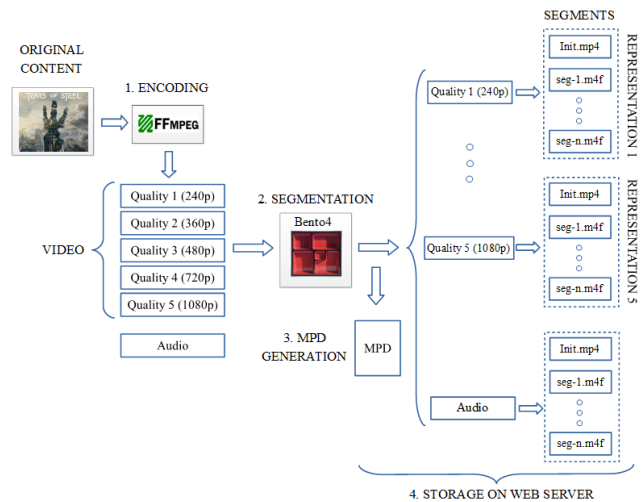 SEGMENTS
ORIGINAL
CONTENT
TEARS OF STEEL
1. ENCODING
FFMPEG
VIDEO
Quality 1 (240p)
Quality 2 (360p)
Quality 3 (480p)
Quality 4 (720p)
Quality 5 (1080p)
Audio
2. SEGMENTATION
Bento4
3. MPD
GENERATION
MPD
Quality 1 (240p)
Init.mp4
seg-1.m4f
seg-n.m4f
REPRESENTATION 1
Quality 5 (1080p)
Init.mp4
seg-1.m4f
seg-n.m4f
REPRESENTATION 5
Audio
Init.mp4
seg-1.m4f
seg-n.m4f
4. STORAGE ON WEB SERVER